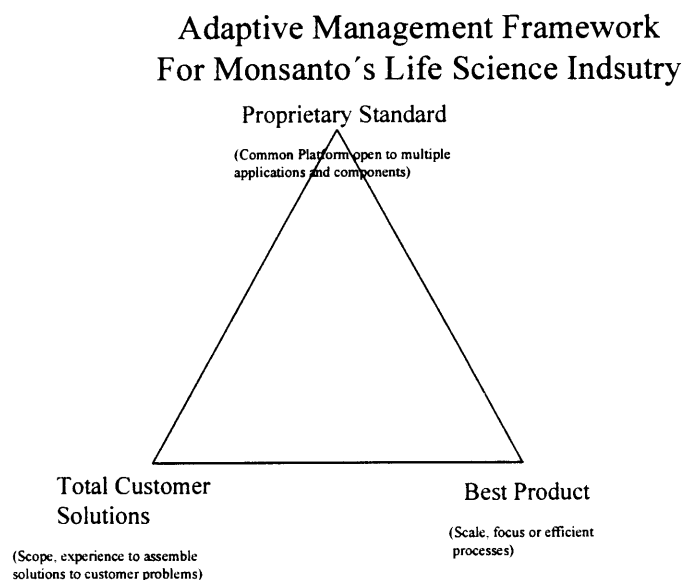 Adaptive Management Framework
For Monsanto´s Life Science Indsutry
Proprietary Standard
(Common Platform open to multiple
applications and components)
Total Customer
Solutions
(Scope, experience to assemble
solutions to customer problems)
Best Product
(Scale, focus or efficient
processes)